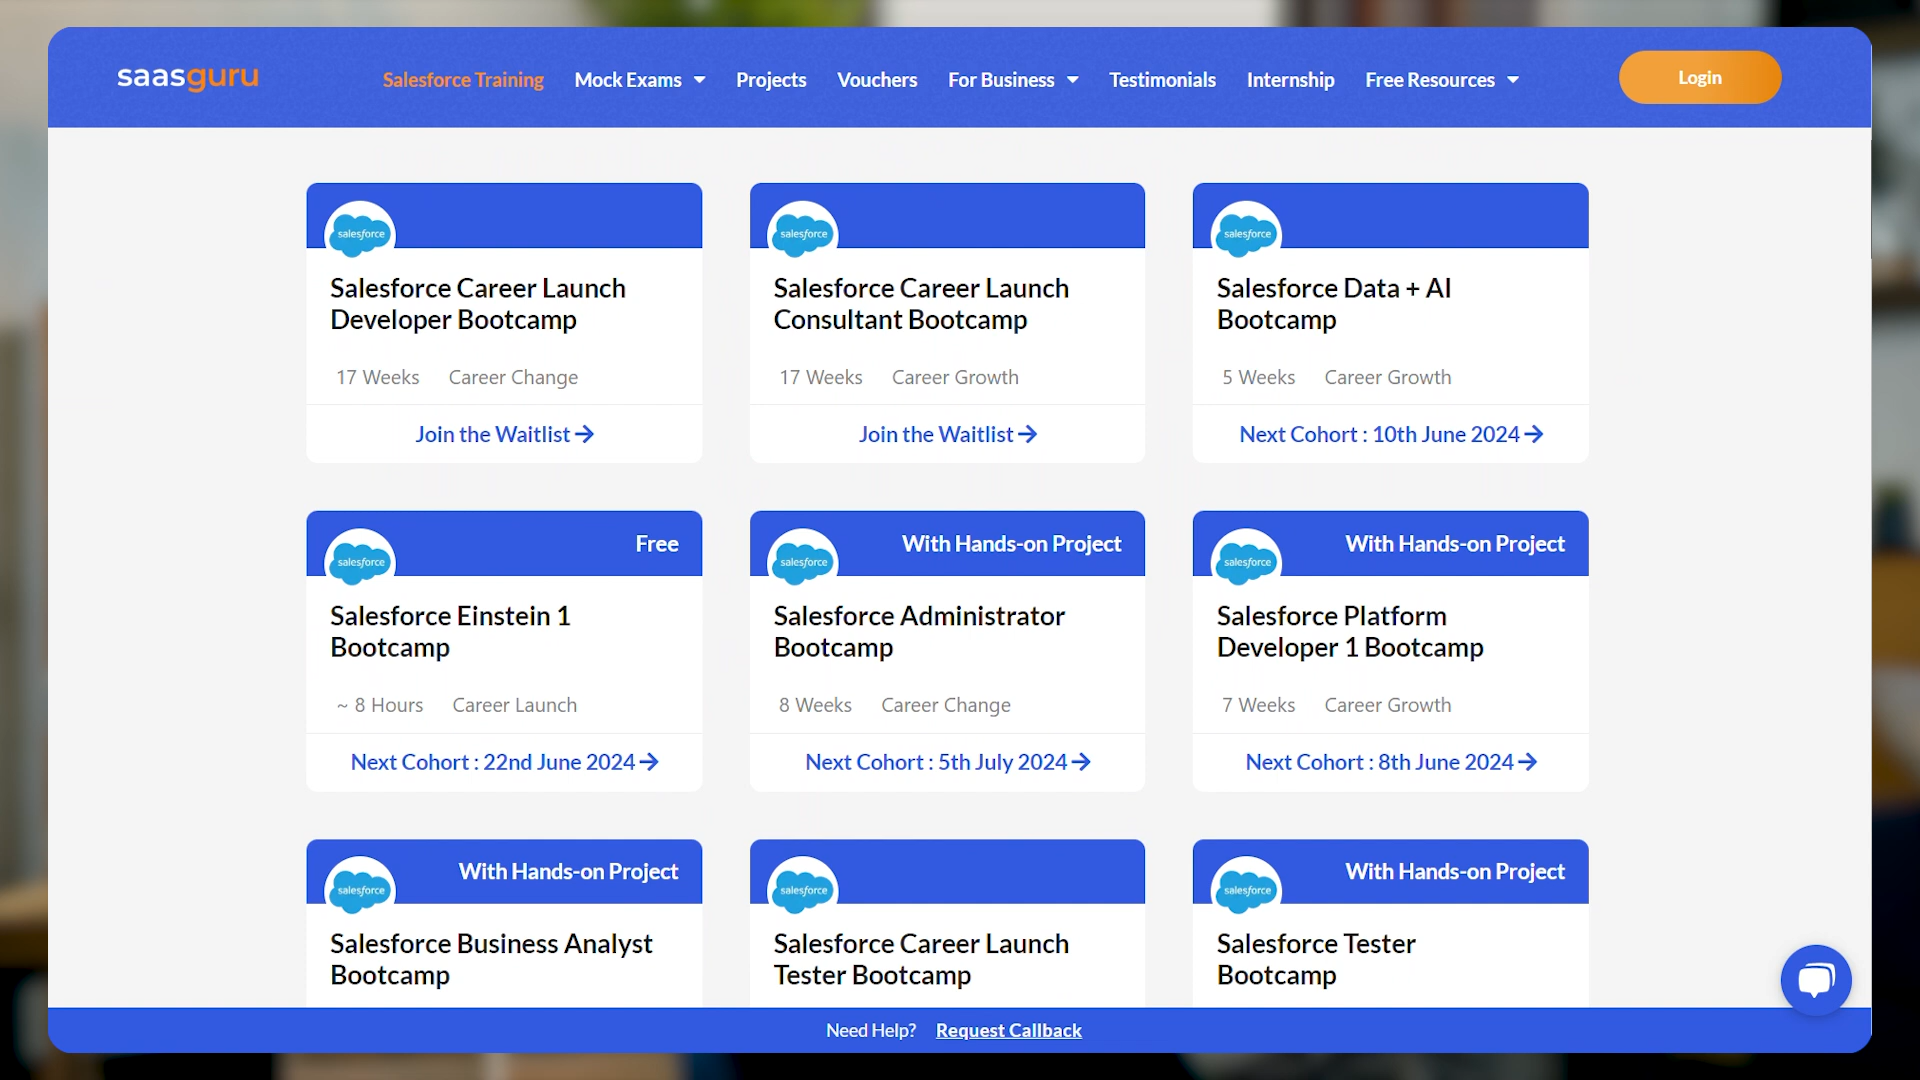 saasguru
Salesforce Training
Mock Exams
Projects
Vouchers
For Business
Testimonials
Internship
Free Resources
Login
salesforce
Salesforce Career Launch
Developer Bootcamp
17 Weeks Career Change
Join the Waitlist
salesforce
Salesforce Career Launch
Consultant Bootcamp
17 Weeks Career Growth
Join the Waitlist
salesforce
Salesforce Data + AI
Bootcamp
5 Weeks Career Growth
Next Cohort : 10th June 2024
salesforce
Free
Salesforce Einstein 1
Bootcamp
~ 8 Hours Career Launch
Next Cohort : 22nd June 2024
salesforce
With Hands-on Project
Salesforce Administrator
Bootcamp
8 Weeks Career Change
Next Cohort : 5th July 2024
salesforce
With Hands-on Project
Salesforce Platform
Developer 1 Bootcamp
7 Weeks Career Growth
Next Cohort : 8th June 2024
salesforce
With Hands-on Project
Salesforce Business Analyst
Bootcamp
salesforce
Salesforce Career Launch
Tester Bootcamp
salesforce
With Hands-on Project
Salesforce Tester
Bootcamp
Need Help? Request Callback